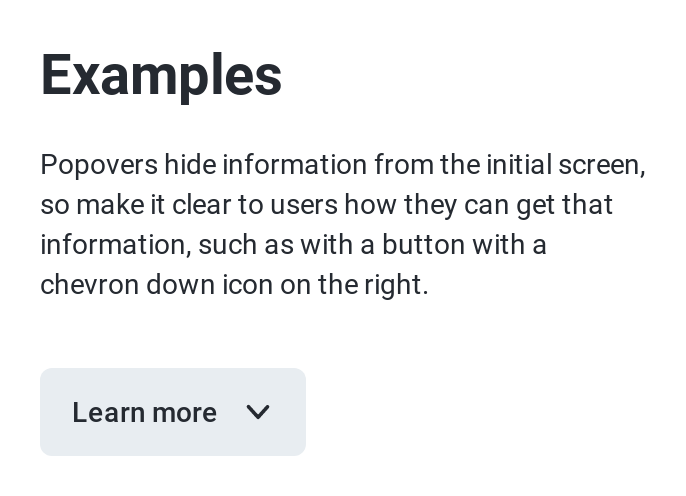 Examples
Popovers hide information from the initial screen,
so make it clear to users how they can get that
information, such as with a button with a
chevron down icon on the right.
Learn more